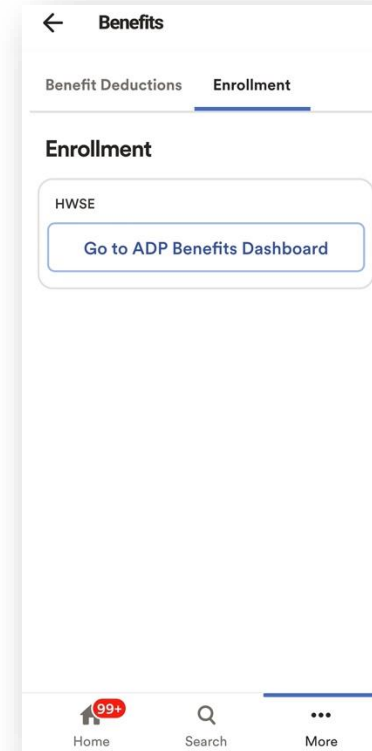 Benefits
Benefit Deductions Enrollment
Enrollment
HWSE
Go to ADP Benefits Dashboard
99+
Home Search More